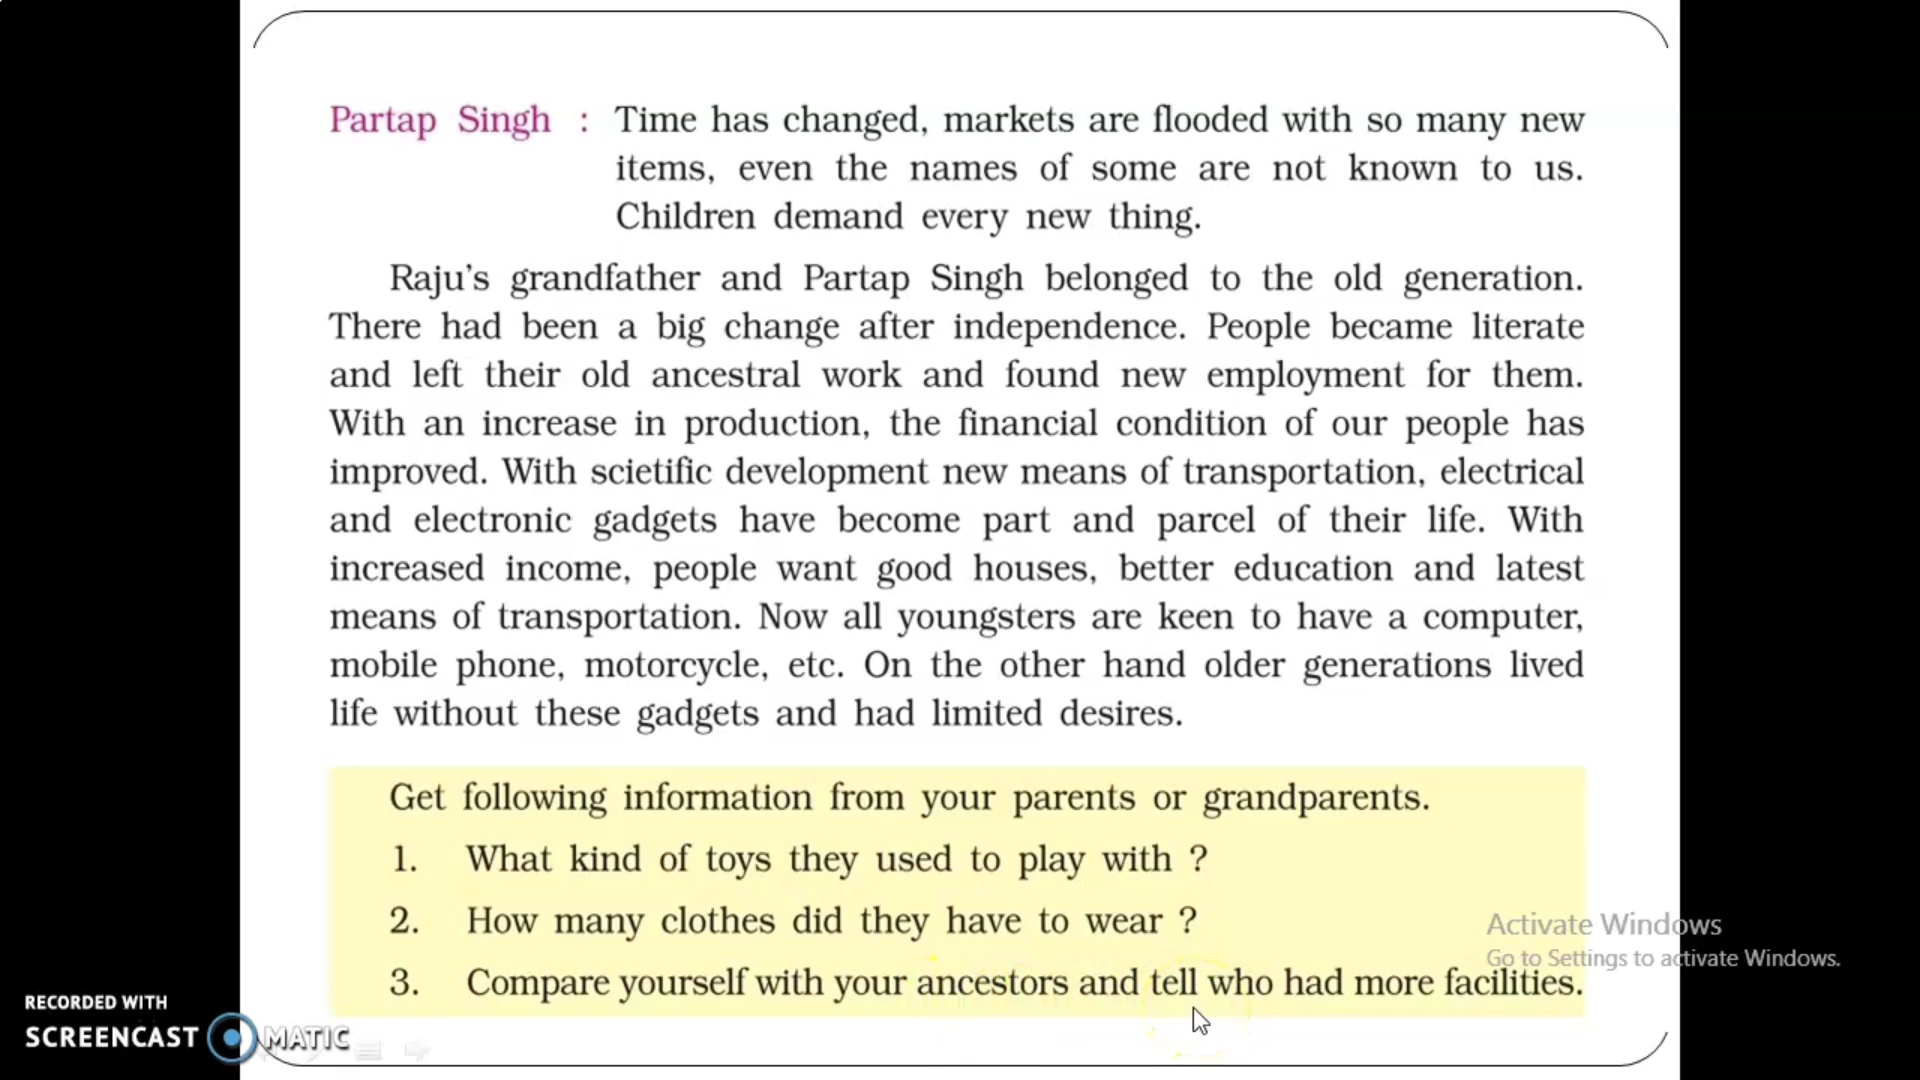 Partap Singh : Time has changed, markets are flooded with so many new
items, even the names of some are not known to us.
Children demand every new thing.
Raju's grandfather and Partap Singh belonged to the old generation.
There had been a big change after independence. People became literate
and left their old ancestral work and found new employment for them.
With an increase in production, the financial condition of our people has
improved. With scietific development new means of transportation, electrical
and electronic gadgets have become part and parcel of their life. With
increased income, people want good houses, better education and latest
means of transportation. Now all youngsters are keen to have a computer,
mobile phone, motorcycle, etc. On the other hand older generations lived
life without these gadgets and had limited desires.
Get following information from your parents or grandparents.
1. What kind of toys they used to play with ?
2. How many clothes did they have to wear ?
3. Compare yourself with your ancestors and tell who had more facilities.
Activate Windows
Go to Settings to activate Windows.
RECORDED WITH
SCREENCAST MATIC